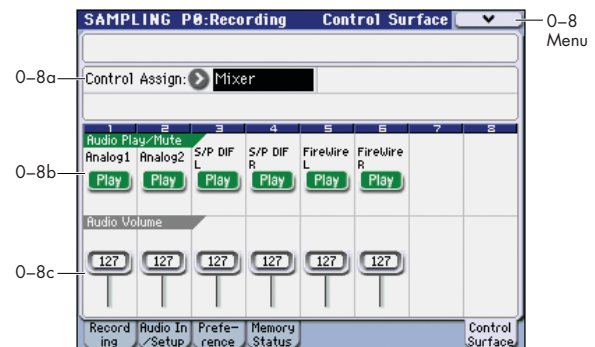 SAMPLING P0:Recording Control Surface
0–8
Menu
0–8a
Control Assign: Mixer
1 2 3 4 5 6 7 8
Audio Play/Mute
Analog1 Analog2 S/P DIF L S/P DIF R FireWire L FireWire R
0–8b
Play Play Play Play Play Play
Audio Volume
0–8c
127 127 127 127 127 127
Record Audio In Prefe- Memory Control
ing /Setup rence Status Surface